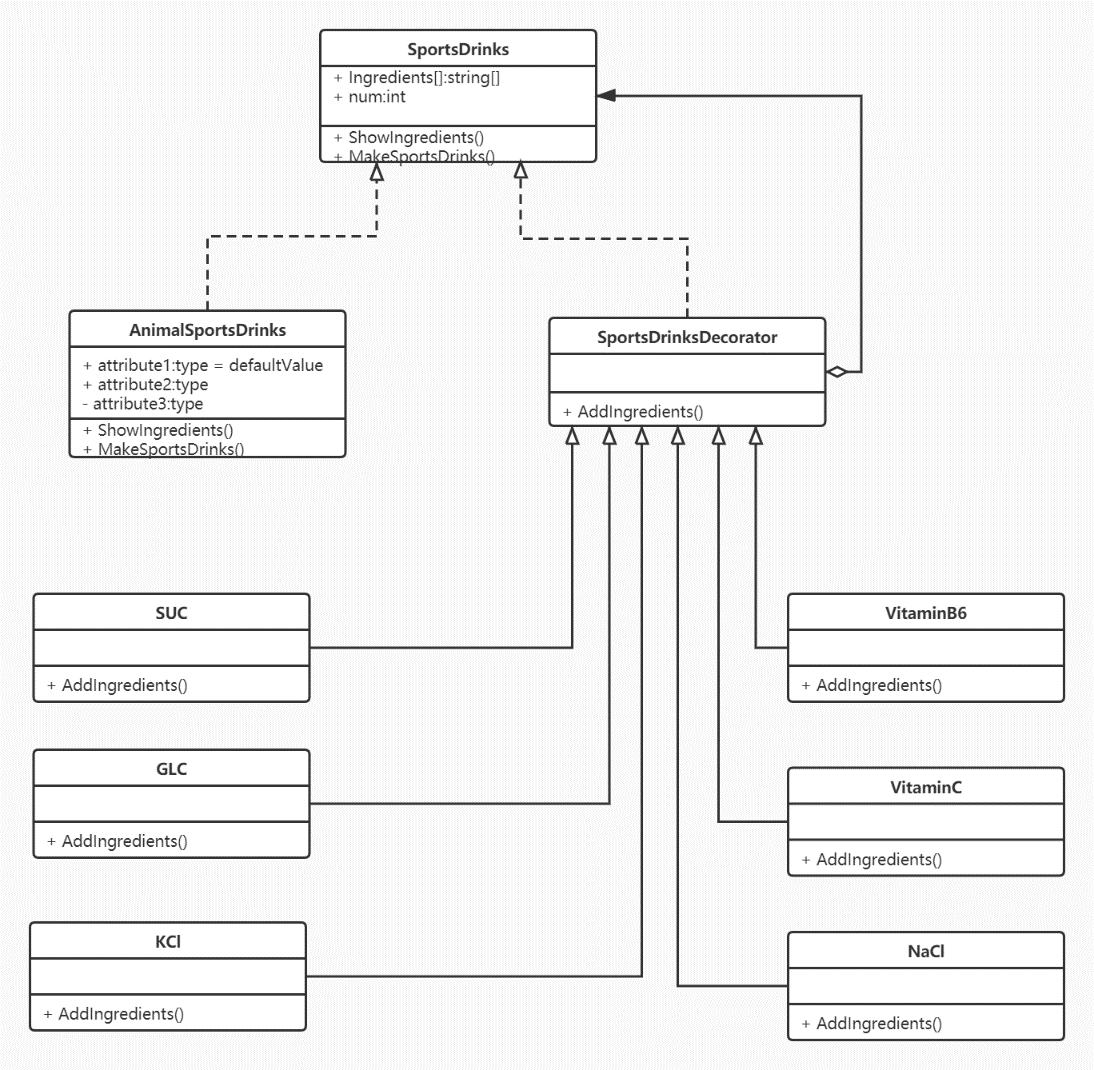 SportsDrinks
+ Ingredients[]:string[]
+ num:int
+ ShowIngredients()
+ MakeSportsDrinks()
AnimalSportsDrinks
+ attribute1:type = defaultValue
+ attribute2:type
- attribute3:type
+ ShowIngredients()
+ MakeSportsDrinks()
SportsDrinksDecorator
+ AddIngredients()
SUC
+ AddIngredients()
VitaminB6
+ AddIngredients()
GLC
+ AddIngredients()
VitaminC
+ AddIngredients()
KCl
+ AddIngredients()
NaCl
+ AddIngredients()